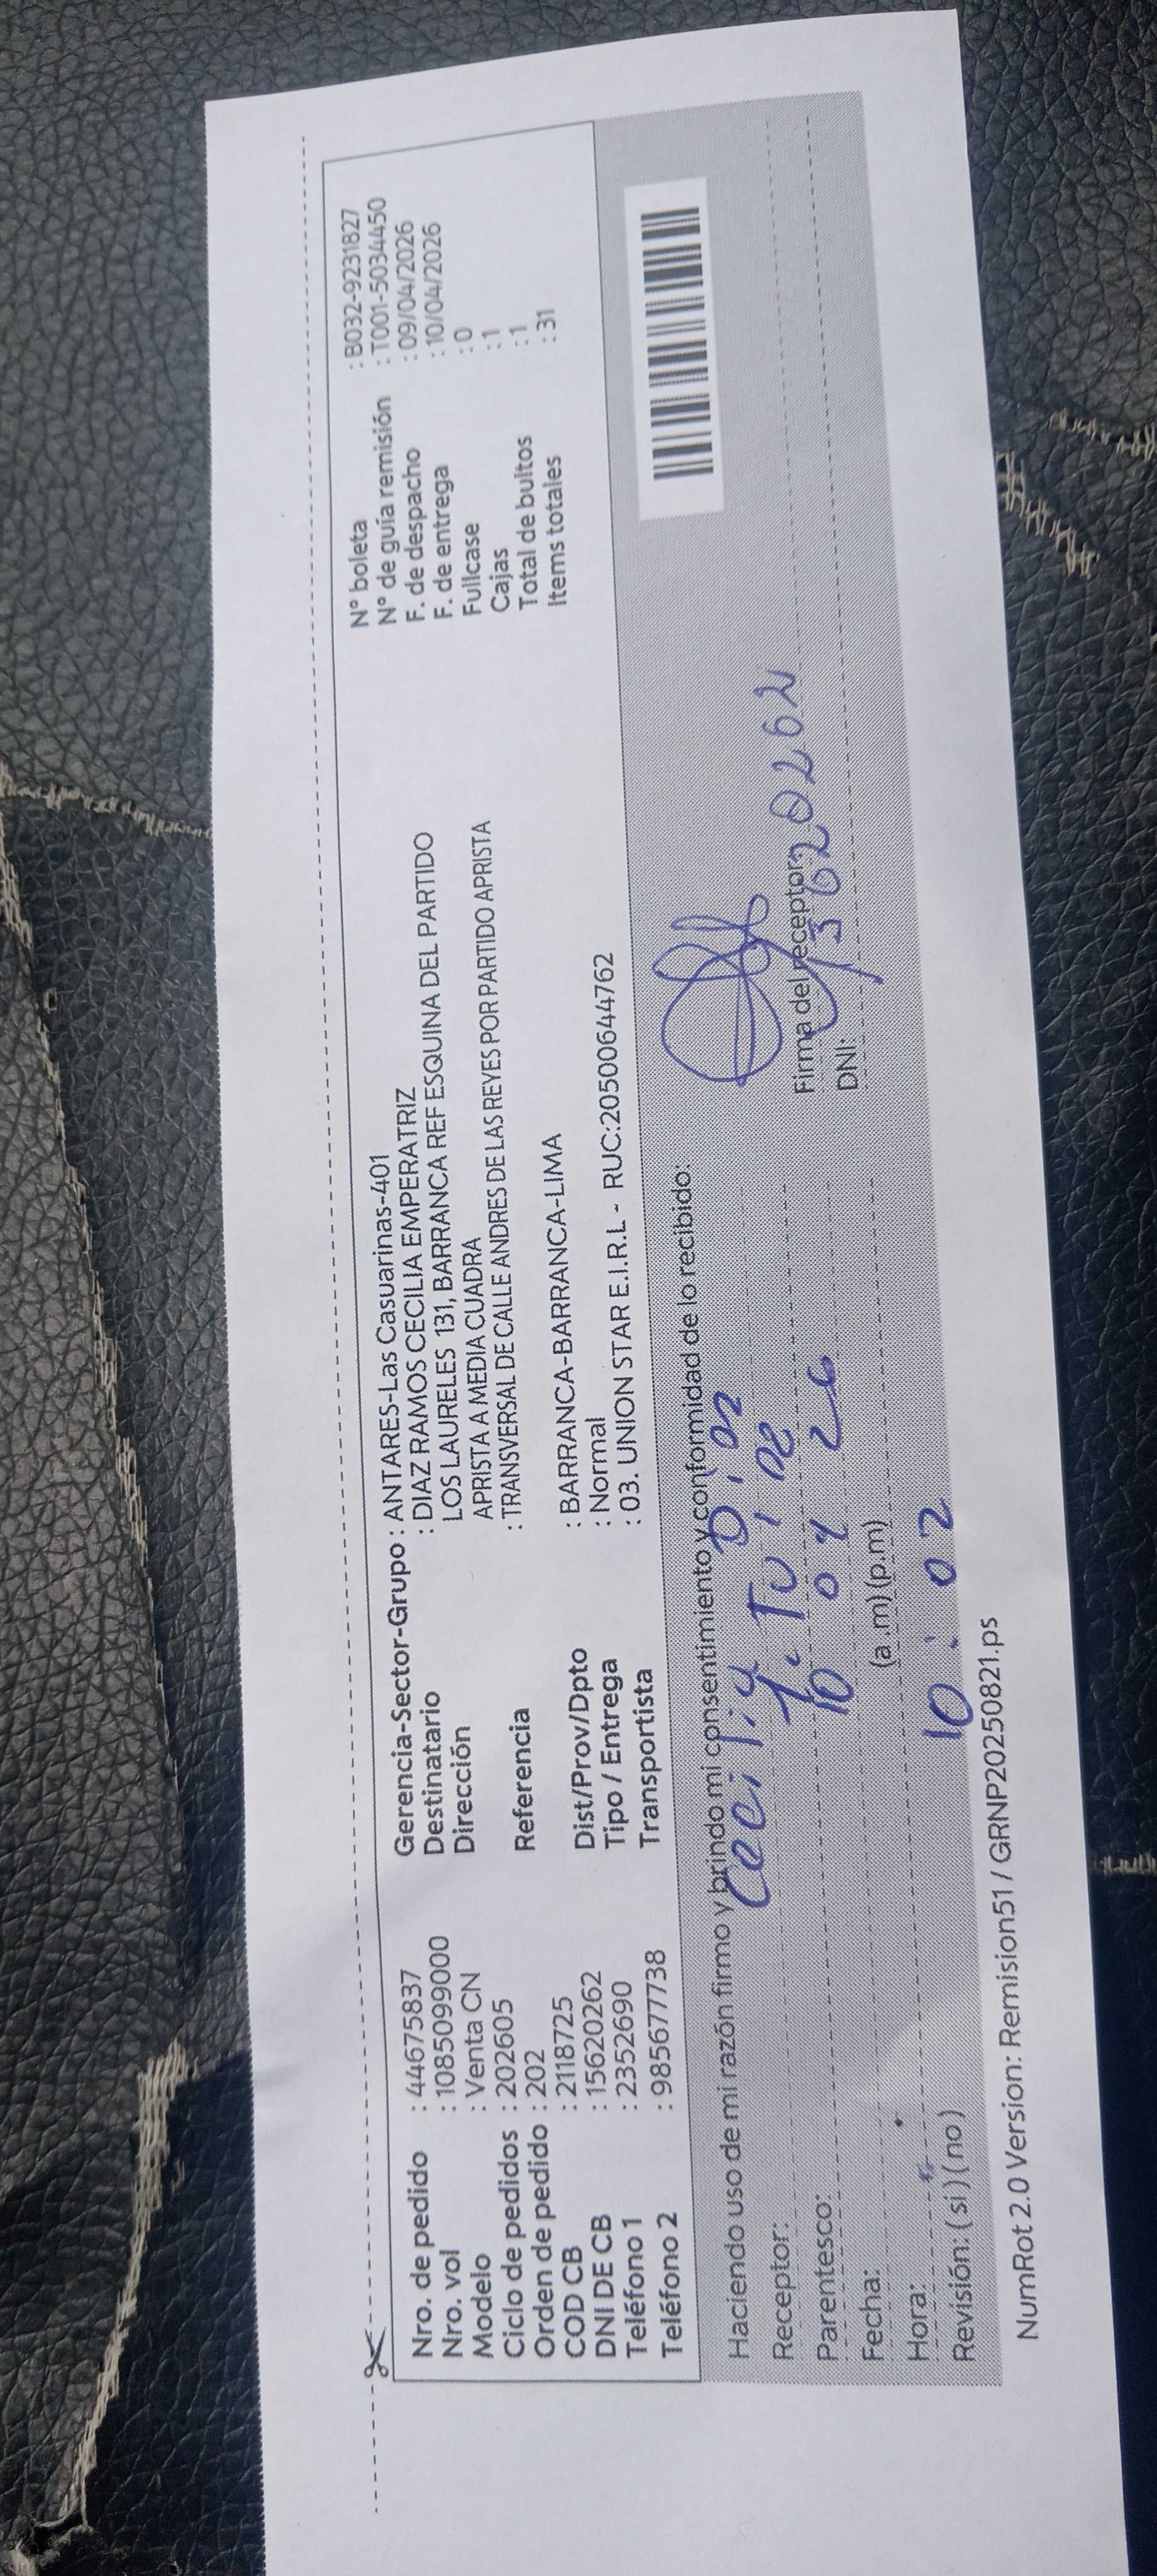 Nro. de pedido : 44675837
Nro. vol : 1085099000
Modelo : Venta CN
Ciclo de pedidos : 202605
Orden de pedido : 202
COD CB : 2118725
DNI DE CB : 15620262
Teléfono 1 : 2352690
Teléfono 2 : 985677738
Gerencia-Sector-Grupo : ANTARES-Las Casuarinas-401
Destinatario : DIAZ RAMOS CECILIA EMPERATRIZ
Dirección LOS LAURELES 131, BARRANCA REF ESQUINA DEL PARTIDO
APRISTA A MEDIA CUADRA
Referencia : TRANSVERSAL DE CALLE ANDRES DE LAS REYES POR PARTIDO APRISTA
Dist/Prov/Dpto : BARRANCA-BARRANCA-LIMA
Tipo / Entrega : Normal
Transportista : 03. UNION STAR E.I.R.L - RUC:20500644762
N° boleta : B032-9231827
N° de guía remisión : T001-5034450
F. de despacho : 09/04/2026
F. de entrega : 10/04/2026
Fullcase : 0
Cajas : 1
Total de bultos : 1
Items totales : 31
Haciendo uso de mi razón firmo y brindo mi consentimiento y conformidad de lo recibido:
Receptor: Cecilia Diaz
Parentesco:
Fecha: 10 04 26
Hora: 10:02 (a .m) (p.m)
Revisión: ( si ) ( no )
Firma del receptor:
DNI: 15620262
NumRot 2.0 Version: Remision51 / GRNP20250821.ps